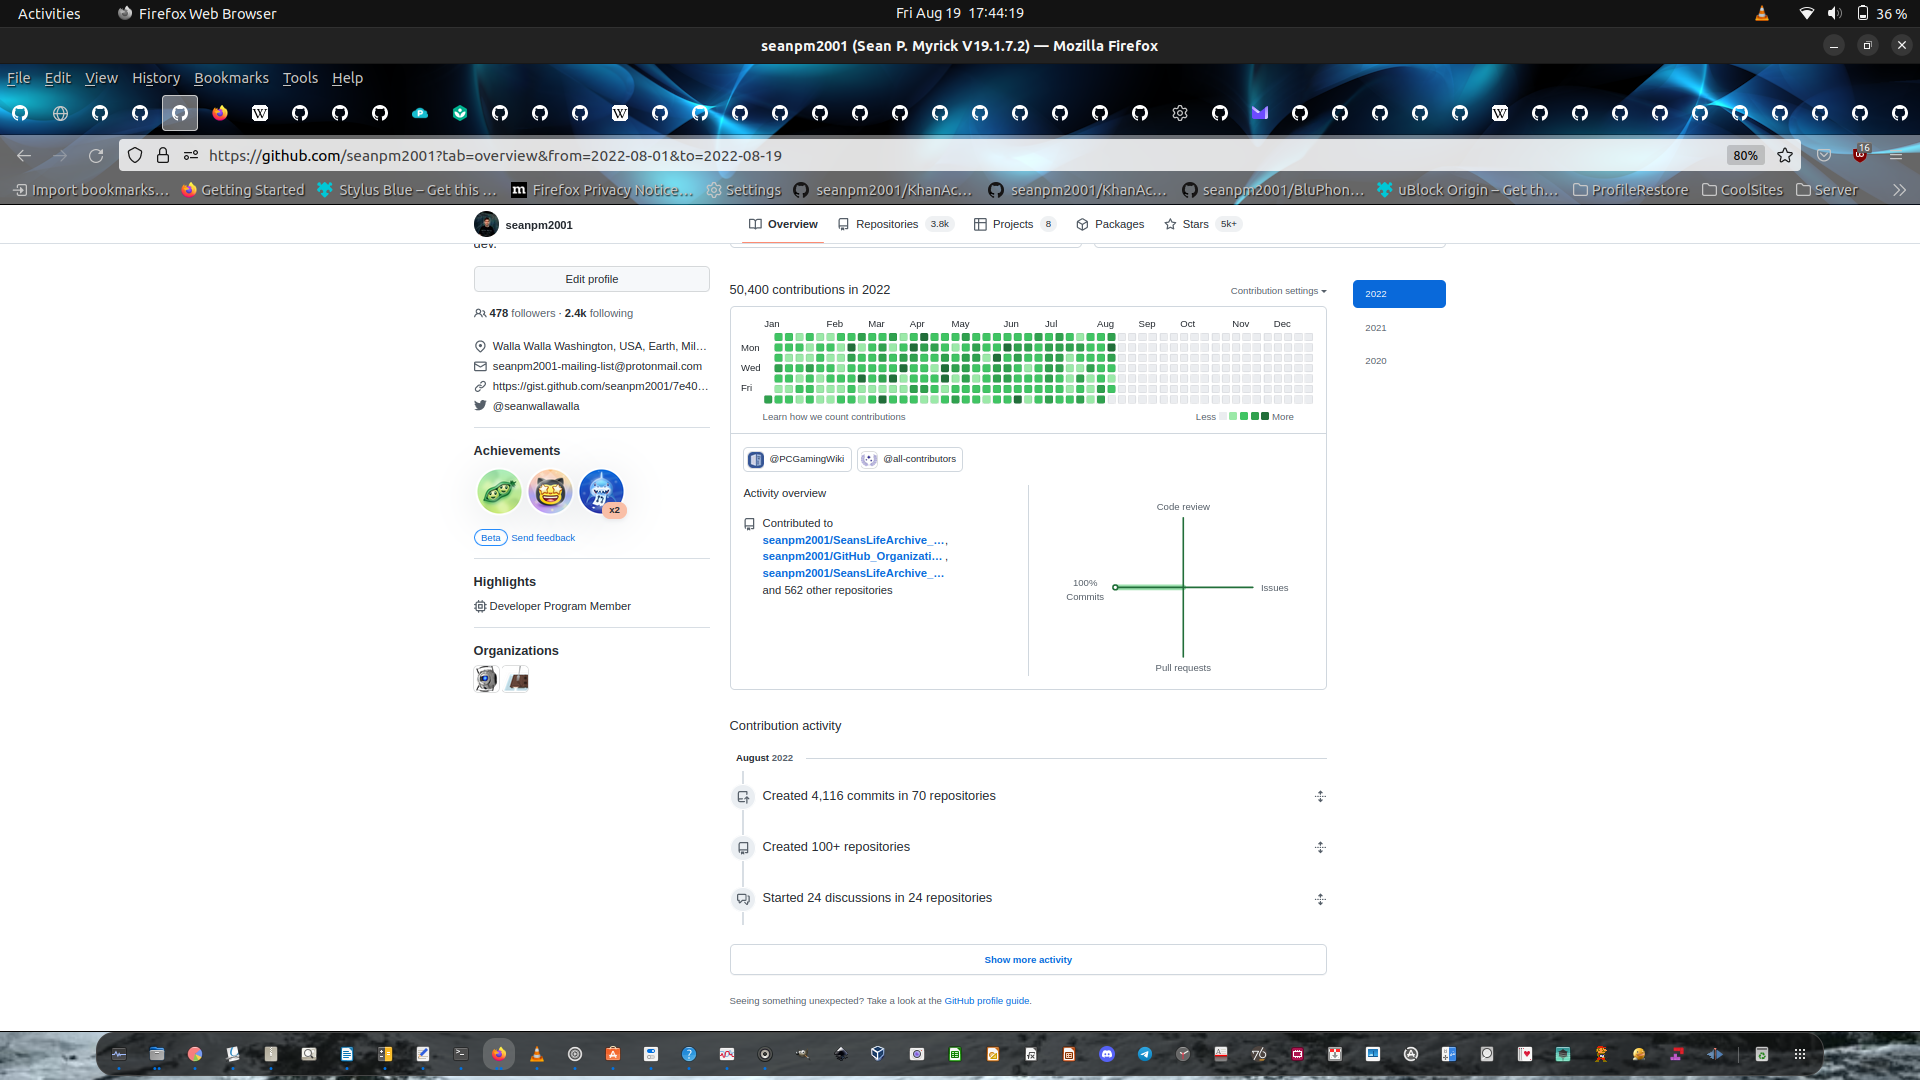 Activities
Firefox Web Browser
Fri Aug 19 17:44:19
36 %
seanpm2001 (Sean P. Myrick V19.1.7.2) — Mozilla Firefox
File Edit View History Bookmarks Tools Help
https://github.com/seanpm2001?tab=overview&from=2022-08-01&to=2022-08-19
80%
16
Import bookmarks…
Getting Started
Stylus Blue – Get this …
Firefox Privacy Notice…
Settings
seanpm2001/KhanAc…
seanpm2001/KhanAc…
seanpm2001/BluPhon…
uBlock Origin – Get th…
ProfileRestore
CoolSites
Server
seanpm2001
Overview
Repositories 3.8k
Projects 8
Packages
Stars 5k+
dev.
Edit profile
478 followers · 2.4k following
Walla Walla Washington, USA, Earth, Mil…
seanpm2001-mailing-list@protonmail.com
https://gist.github.com/seanpm2001/7e40…
@seanwallawalla
Achievements
x2
Beta Send feedback
Highlights
Developer Program Member
Organizations
50,400 contributions in 2022
Contribution settings
Jan Feb Mar Apr May Jun Jul Aug Sep Oct Nov Dec
Mon
Wed
Fri
Learn how we count contributions
Less More
@PCGamingWiki
@all-contributors
Activity overview
Contributed to
seanpm2001/SeansLifeArchive_…,
seanpm2001/GitHub_Organizati… ,
seanpm2001/SeansLifeArchive_…
and 562 other repositories
Code review
100%
Commits
Issues
Pull requests
2022
2021
2020
Contribution activity
August 2022
Created 4,116 commits in 70 repositories
Created 100+ repositories
Started 24 discussions in 24 repositories
Show more activity
Seeing something unexpected? Take a look at the GitHub profile guide.